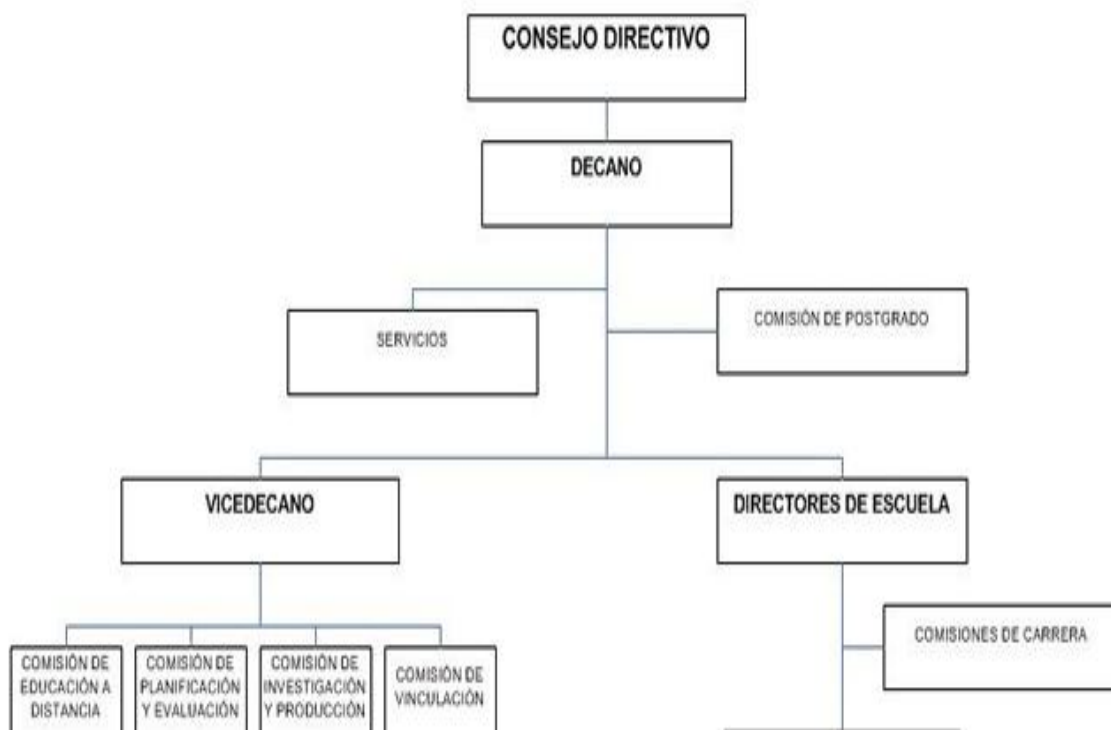 CONSEJO DIRECTIVO
DECANO
SERVICIOS
COMISIÓN DE POSTGRADO
VICEDECANO
DIRECTORES DE ESCUELA
COMISIONES DE CARRERA
COMISIÓN DE
EDUCACIÓN A
DISTANCIA
COMISIÓN DE
PLANIFICACIÓN
Y EVALUACIÓN
COMISIÓN DE
INVESTIGACIÓN
Y PRODUCCIÓN
COMISIÓN DE
VINCULACIÓN